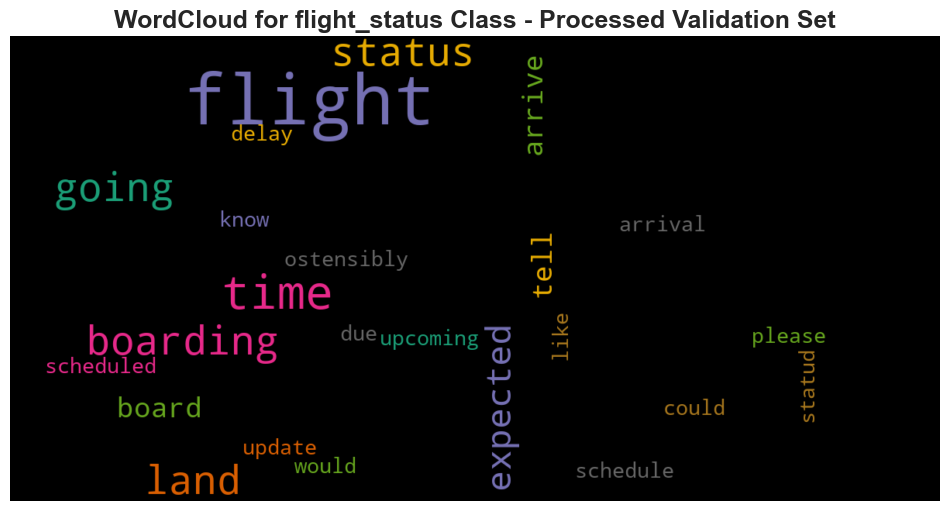 WordCloud for flight_status Class - Processed Validation Set
status
flight
arrive
delay
going
know
arrival
tell
ostensibly
time
like
boarding
due
upcoming
please
scheduled
expected
statud
board
could
update
would
schedule
land